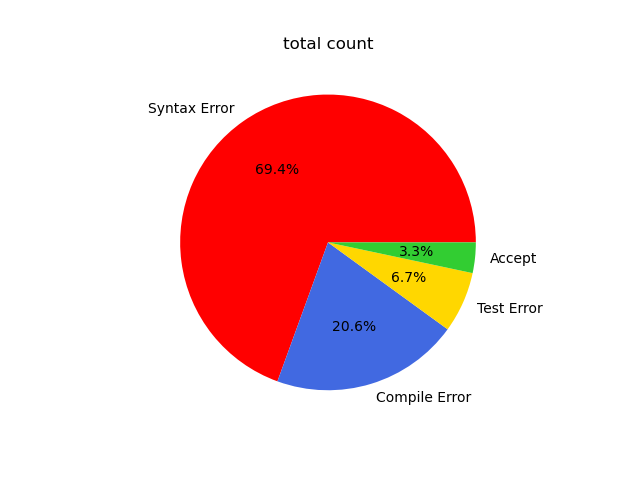 total count
Syntax Error
69.4%
3.3%
Accept
6.7%
Test Error
20.6%
Compile Error